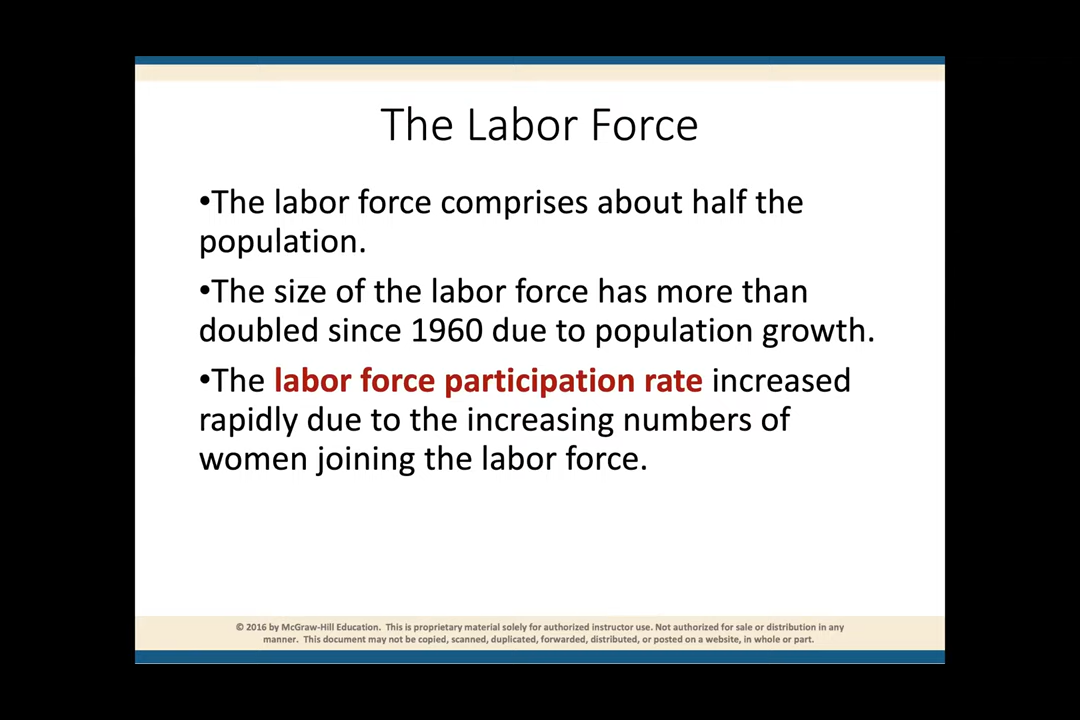 The Labor Force
•The labor force comprises about half the
population.
•The size of the labor force has more than
doubled since 1960 due to population growth.
•The labor force participation rate increased
rapidly due to the increasing numbers of
women joining the labor force.
© 2016 by McGraw-Hill Education. This is proprietary material solely for authorized instructor use. Not authorized for sale or distribution in any
manner. This document may not be copied, scanned, duplicated, forwarded, distributed, or posted on a website, in whole or part.